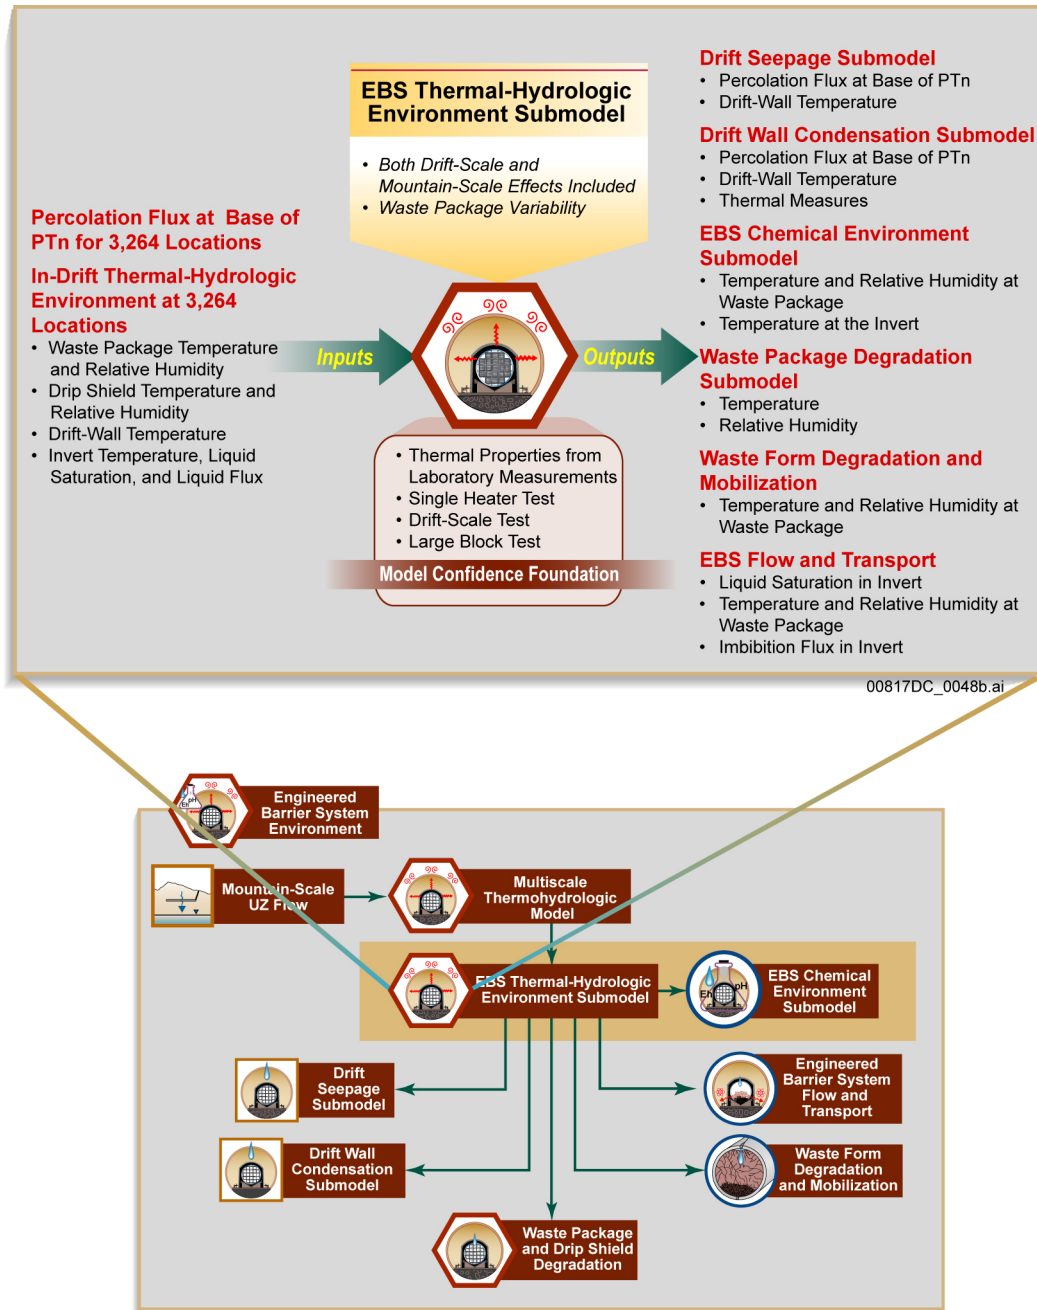 EBS Thermal-Hydrologic
Environment Submodel
• Both Drift-Scale and
Mountain-Scale Effects Included
• Waste Package Variability
Percolation Flux at Base of
PTn for 3,264 Locations
In-Drift Thermal-Hydrologic
Environment at 3,264
Locations
• Waste Package Temperature
and Relative Humidity
• Drip Shield Temperature and
Relative Humidity
• Drift-Wall Temperature
• Invert Temperature, Liquid
Saturation, and Liquid Flux
Inputs
Outputs
• Thermal Properties from
Laboratory Measurements
• Single Heater Test
• Drift-Scale Test
• Large Block Test
Model Confidence Foundation
Drift Seepage Submodel
• Percolation Flux at Base of PTn
• Drift-Wall Temperature
Drift Wall Condensation Submodel
• Percolation Flux at Base of PTn
• Drift-Wall Temperature
• Thermal Measures
EBS Chemical Environment
Submodel
• Temperature and Relative Humidity at
Waste Package
• Temperature at the Invert
Waste Package Degradation
Submodel
• Temperature
• Relative Humidity
Waste Form Degradation and
Mobilization
• Temperature and Relative Humidity at
Waste Package
EBS Flow and Transport
• Liquid Saturation in Invert
• Temperature and Relative Humidity at
Waste Package
• Imbibition Flux in Invert
00817DC_0048b.ai
Eh
pH
Engineered
Barrier System
Environment
Mountain-Scale
UZ Flow
Multiscale
Thermohydrologic
Model
EBS Thermal-Hydrologic
Environment Submodel
Eh
pH
EBS Chemical
Environment
Submodel
Drift
Seepage
Submodel
Engineered
Barrier System
Flow and
Transport
Drift Wall
Condensation
Submodel
Waste Form
Degradation
and Mobilization
Waste Package
and Drip Shield
Degradation